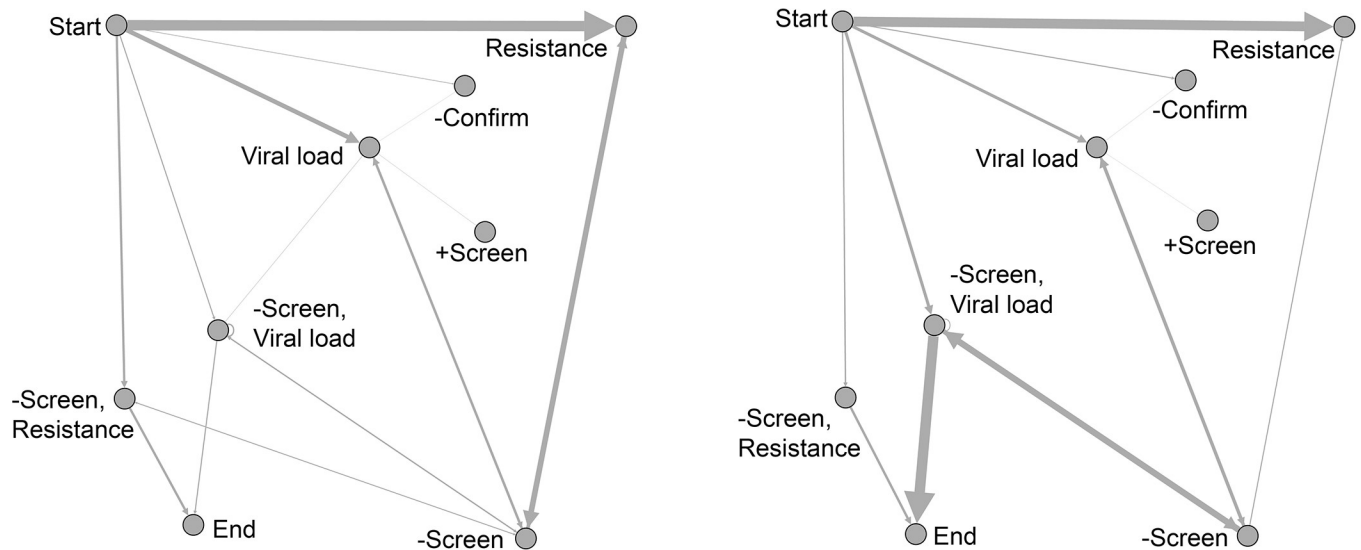 Start
Resistance
-Confirm
Viral load
+Screen
-Screen,
Viral load
-Screen,
Resistance
End
-Screen
Start
Resistance
-Confirm
Viral load
+Screen
-Screen,
Viral load
-Screen,
Resistance
End
-Screen